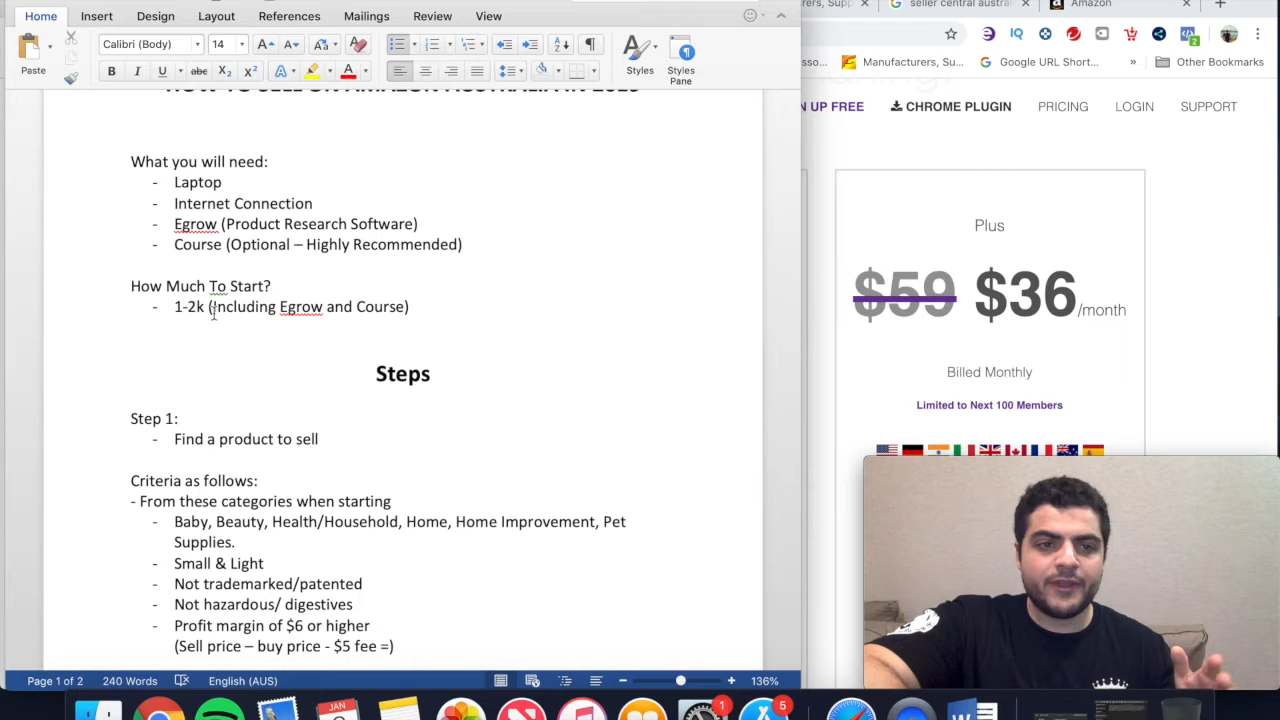 Home Insert Design Layout References Mailings Review View
Calibri (Body) 14
Paste
Styles
Styles Pane
What you will need:
- Laptop
- Internet Connection
- Egrow (Product Research Software)
- Course (Optional – Highly Recommended)
How Much To Start?
- 1-2k (including Egrow and Course)
Steps
Step 1:
- Find a product to sell
Criteria as follows:
- From these categories when starting
- Baby, Beauty, Health/Household, Home, Home Improvement, Pet
Supplies.
- Small & Light
- Not trademarked/patented
- Not hazardous/ digestives
- Profit margin of $6 or higher
(Sell price – buy price - $5 fee =)
Page 1 of 2 240 Words English (AUS) 136%
seller central austral
Amazon
Manufacturers, Su... Google URL Short... » Other Bookmarks
UP FREE CHROME PLUGIN PRICING LOGIN SUPPORT
Plus
$59 $36/month
Billed Monthly
Limited to Next 100 Members
JAN
1
5